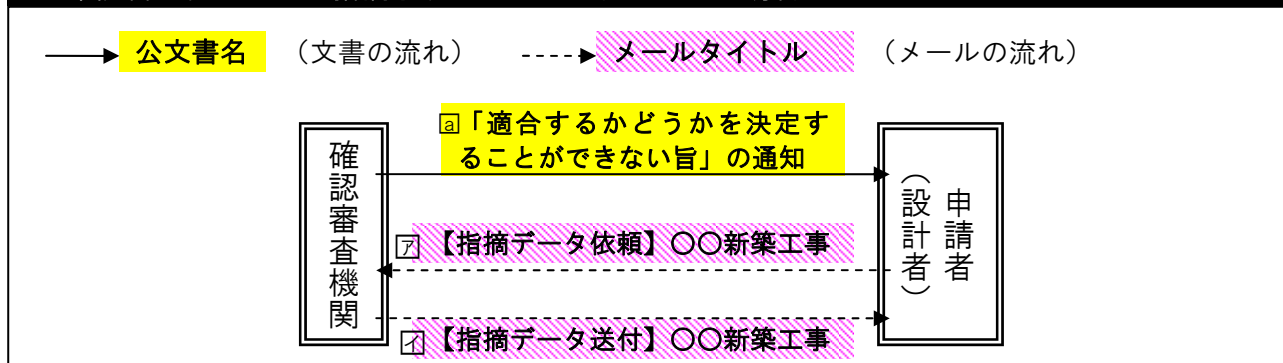 公文書名 （文書の流れ） メールタイトル （メールの流れ）
a「適合するかどうかを決定す
ることができない旨」の通知
確認審査機関
申請者
（設計者）
ア【指摘データ依頼】〇〇新築工事
イ【指摘データ送付】〇〇新築工事